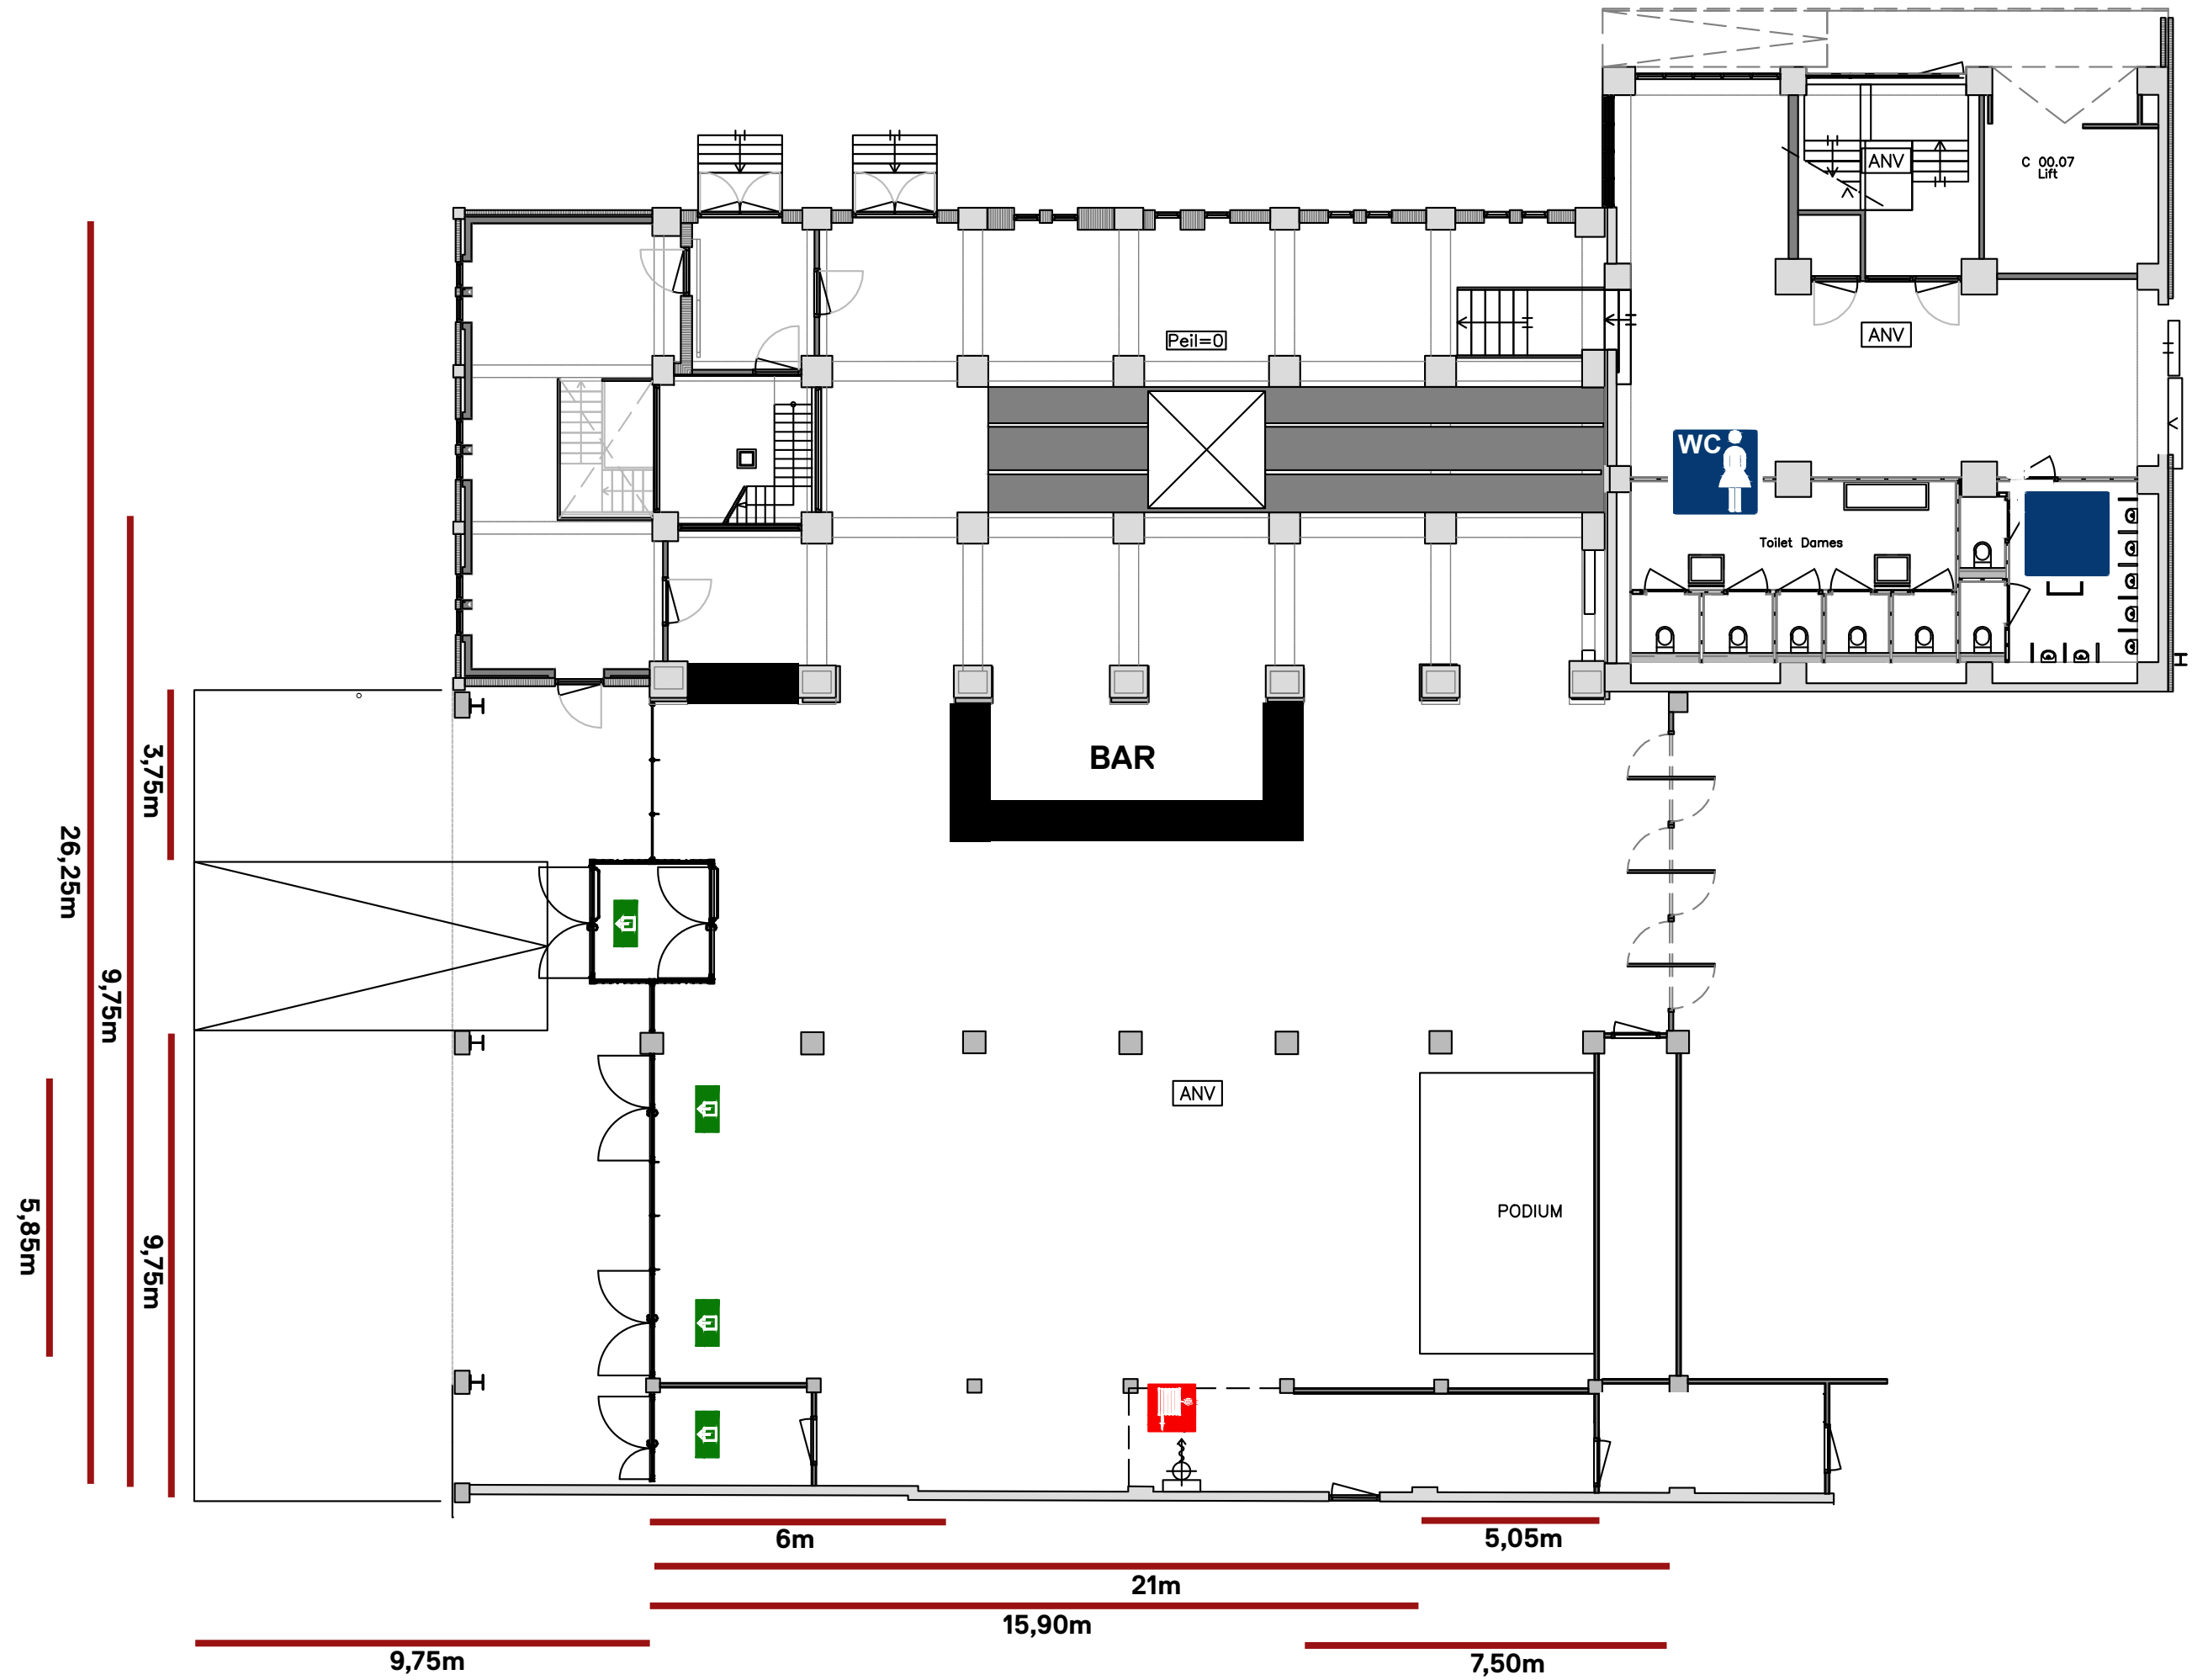 ANV
C 00.07
Lift
Peil=0
ANV
WC
Toilet Dames
BAR
3,75m
26,25m
9,75m
ANV
PODIUM
5,85m
9,75m
6m
5,05m
21m
15,90m
9,75m
7,50m